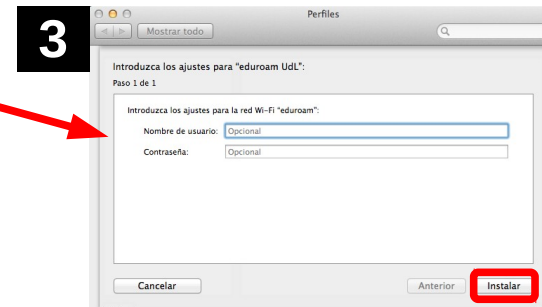 3
Perfiles
Mostrar todo
Introduzca los ajustes para “eduroam UdL”:
Paso 1 de 1
Introduzca los ajustes para la red Wi-Fi “eduroam”:
Nombre de usuario: Opcional
Contraseña: Opcional
Cancelar Anterior Instalar